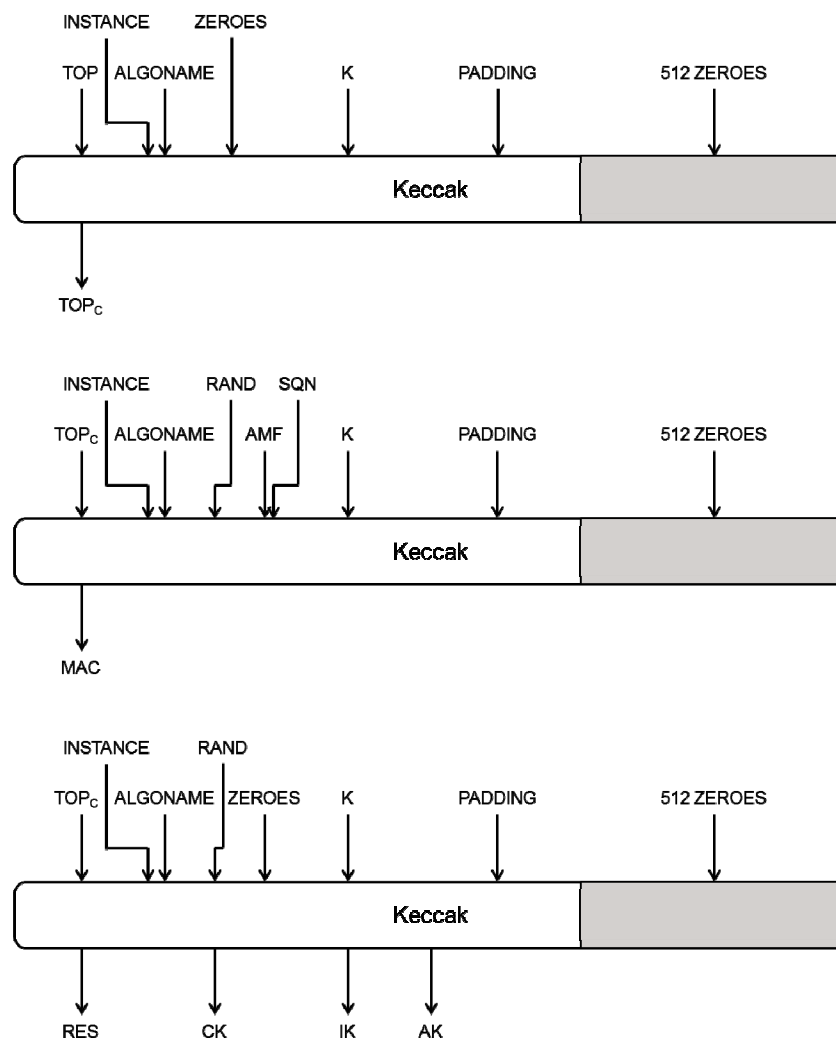 INSTANCE ZEROES
TOP ALGONAME K PADDING 512 ZEROES
Keccak
TOPC
INSTANCE RAND SQN
TOPC ALGONAME AMF K PADDING 512 ZEROES
Keccak
MAC
INSTANCE RAND
TOPC ALGONAME ZEROES K PADDING 512 ZEROES
Keccak
RES CK IK AK